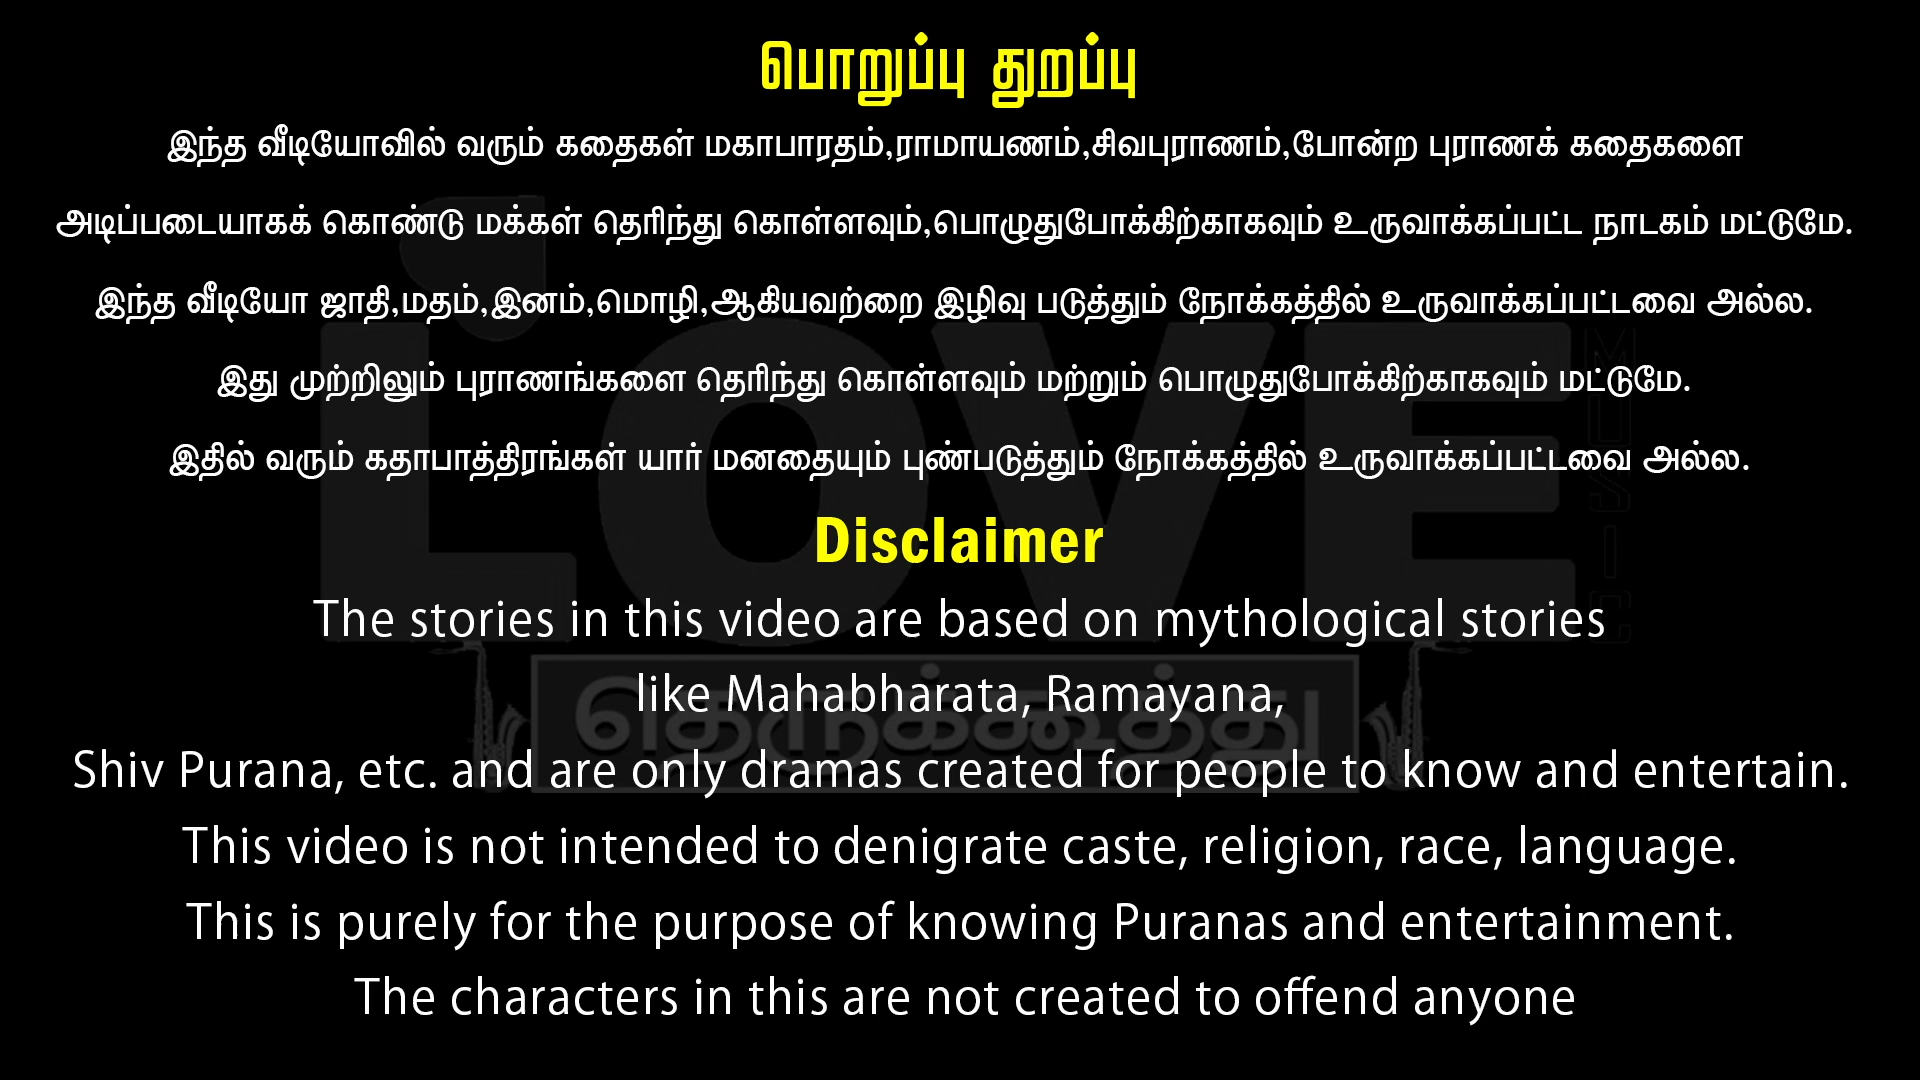 பொறுப்பு துறப்பு
இந்த வீடியோவில் வரும் கதைகள் மகாபாரதம்,ராமாயணம்,சிவபுராணம்,போன்ற புராணக் கதைகளை
அடிப்படையாகக் கொண்டு மக்கள் தெரிந்து கொள்ளவும்,பொழுதுபோக்கிற்காகவும் உருவாக்கப்பட்ட நாடகம் மட்டுமே.
இந்த வீடியோ ஜாதி,மதம்,இனம்,மொழி,ஆகியவற்றை இழிவு படுத்தும் நோக்கத்தில் உருவாக்கப்பட்டவை அல்ல.
இது முற்றிலும் புராணங்களை தெரிந்து கொள்ளவும் மற்றும் பொழுதுபோக்கிற்காகவும் மட்டுமே.
இதில் வரும் கதாபாத்திரங்கள் யார் மனதையும் புண்படுத்தும் நோக்கத்தில் உருவாக்கப்பட்டவை அல்ல.
Disclaimer
The stories in this video are based on mythological stories
like Mahabharata, Ramayana,
Shiv Purana, etc. and are only dramas created for people to know and entertain.
This video is not intended to denigrate caste, religion, race, language.
This is purely for the purpose of knowing Puranas and entertainment.
The characters in this are not created to offend anyone
LOVE
MUSIC
தெருக்கூத்து